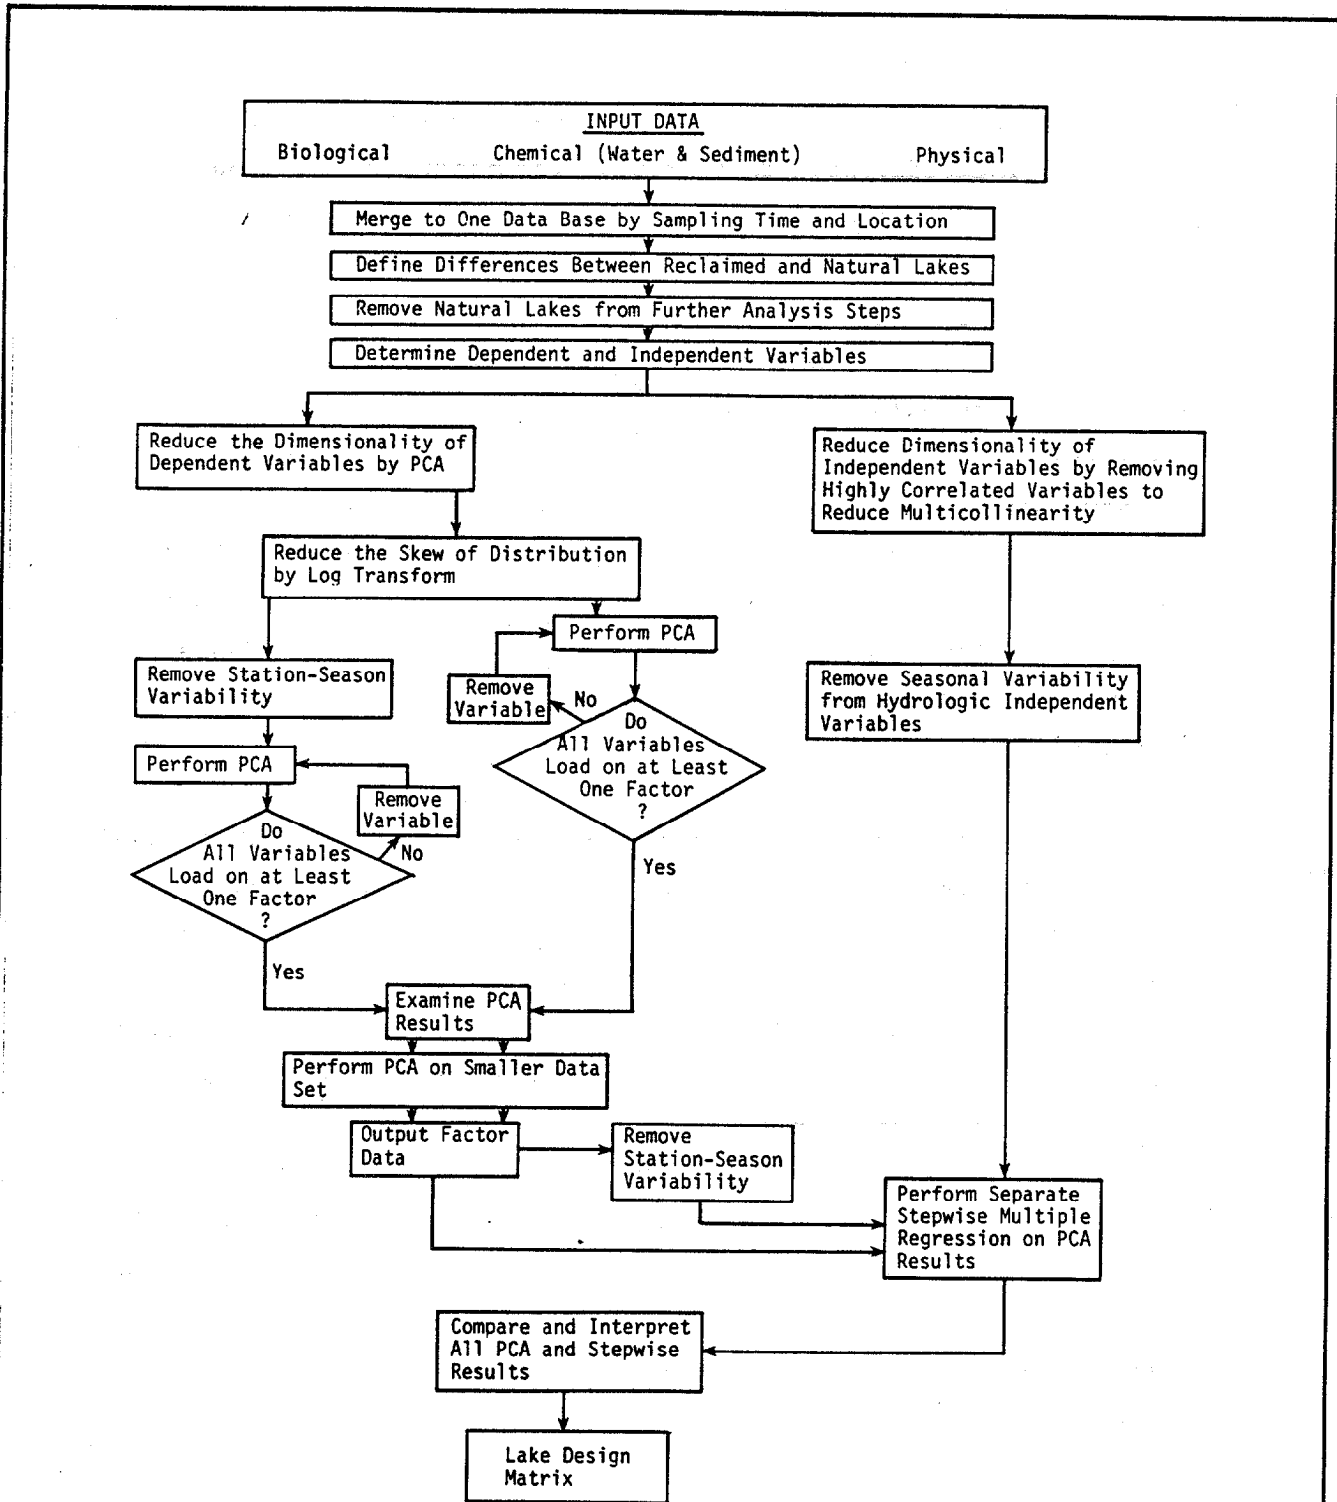 INPUT DATA
Biological Chemical (Water & Sediment) Physical
Merge to One Data Base by Sampling Time and Location
Define Differences Between Reclaimed and Natural Lakes
Remove Natural Lakes from Further Analysis Steps
Determine Dependent and Independent Variables
Reduce the Dimensionality of
Dependent Variables by PCA
Reduce Dimensionality of
Independent Variables by Removing
Highly Correlated Variables to
Reduce Multicollinearity
Reduce the Skew of Distribution
by Log Transform
Perform PCA
Remove Station-Season
Variability
Remove
Variable
No
Remove Seasonal Variability
from Hydrologic Independent
Variables
Do
All Variables
Load on at Least
One Factor
?
Perform PCA
Remove
Variable
No
Do
All Variables
Load on at Least
One Factor
?
Yes
Yes
Examine PCA
Results
Perform PCA on Smaller Data
Set
Output Factor
Data
Remove
Station-Season
Variability
Perform Separate
Stepwise Multiple
Regression on PCA
Results
Compare and Interpret
All PCA and Stepwise
Results
Lake Design
Matrix